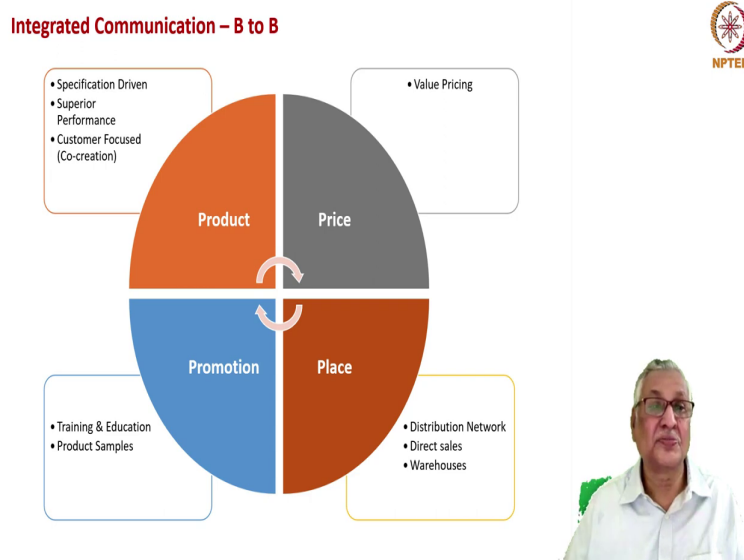 Integrated Communication – B to B
NPTEL
• Specification Driven
• Superior
Performance
• Customer Focused
(Co-creation)
• Value Pricing
Product
Price
Promotion
Place
• Training & Education
• Product Samples
• Distribution Network
• Direct sales
• Warehouses